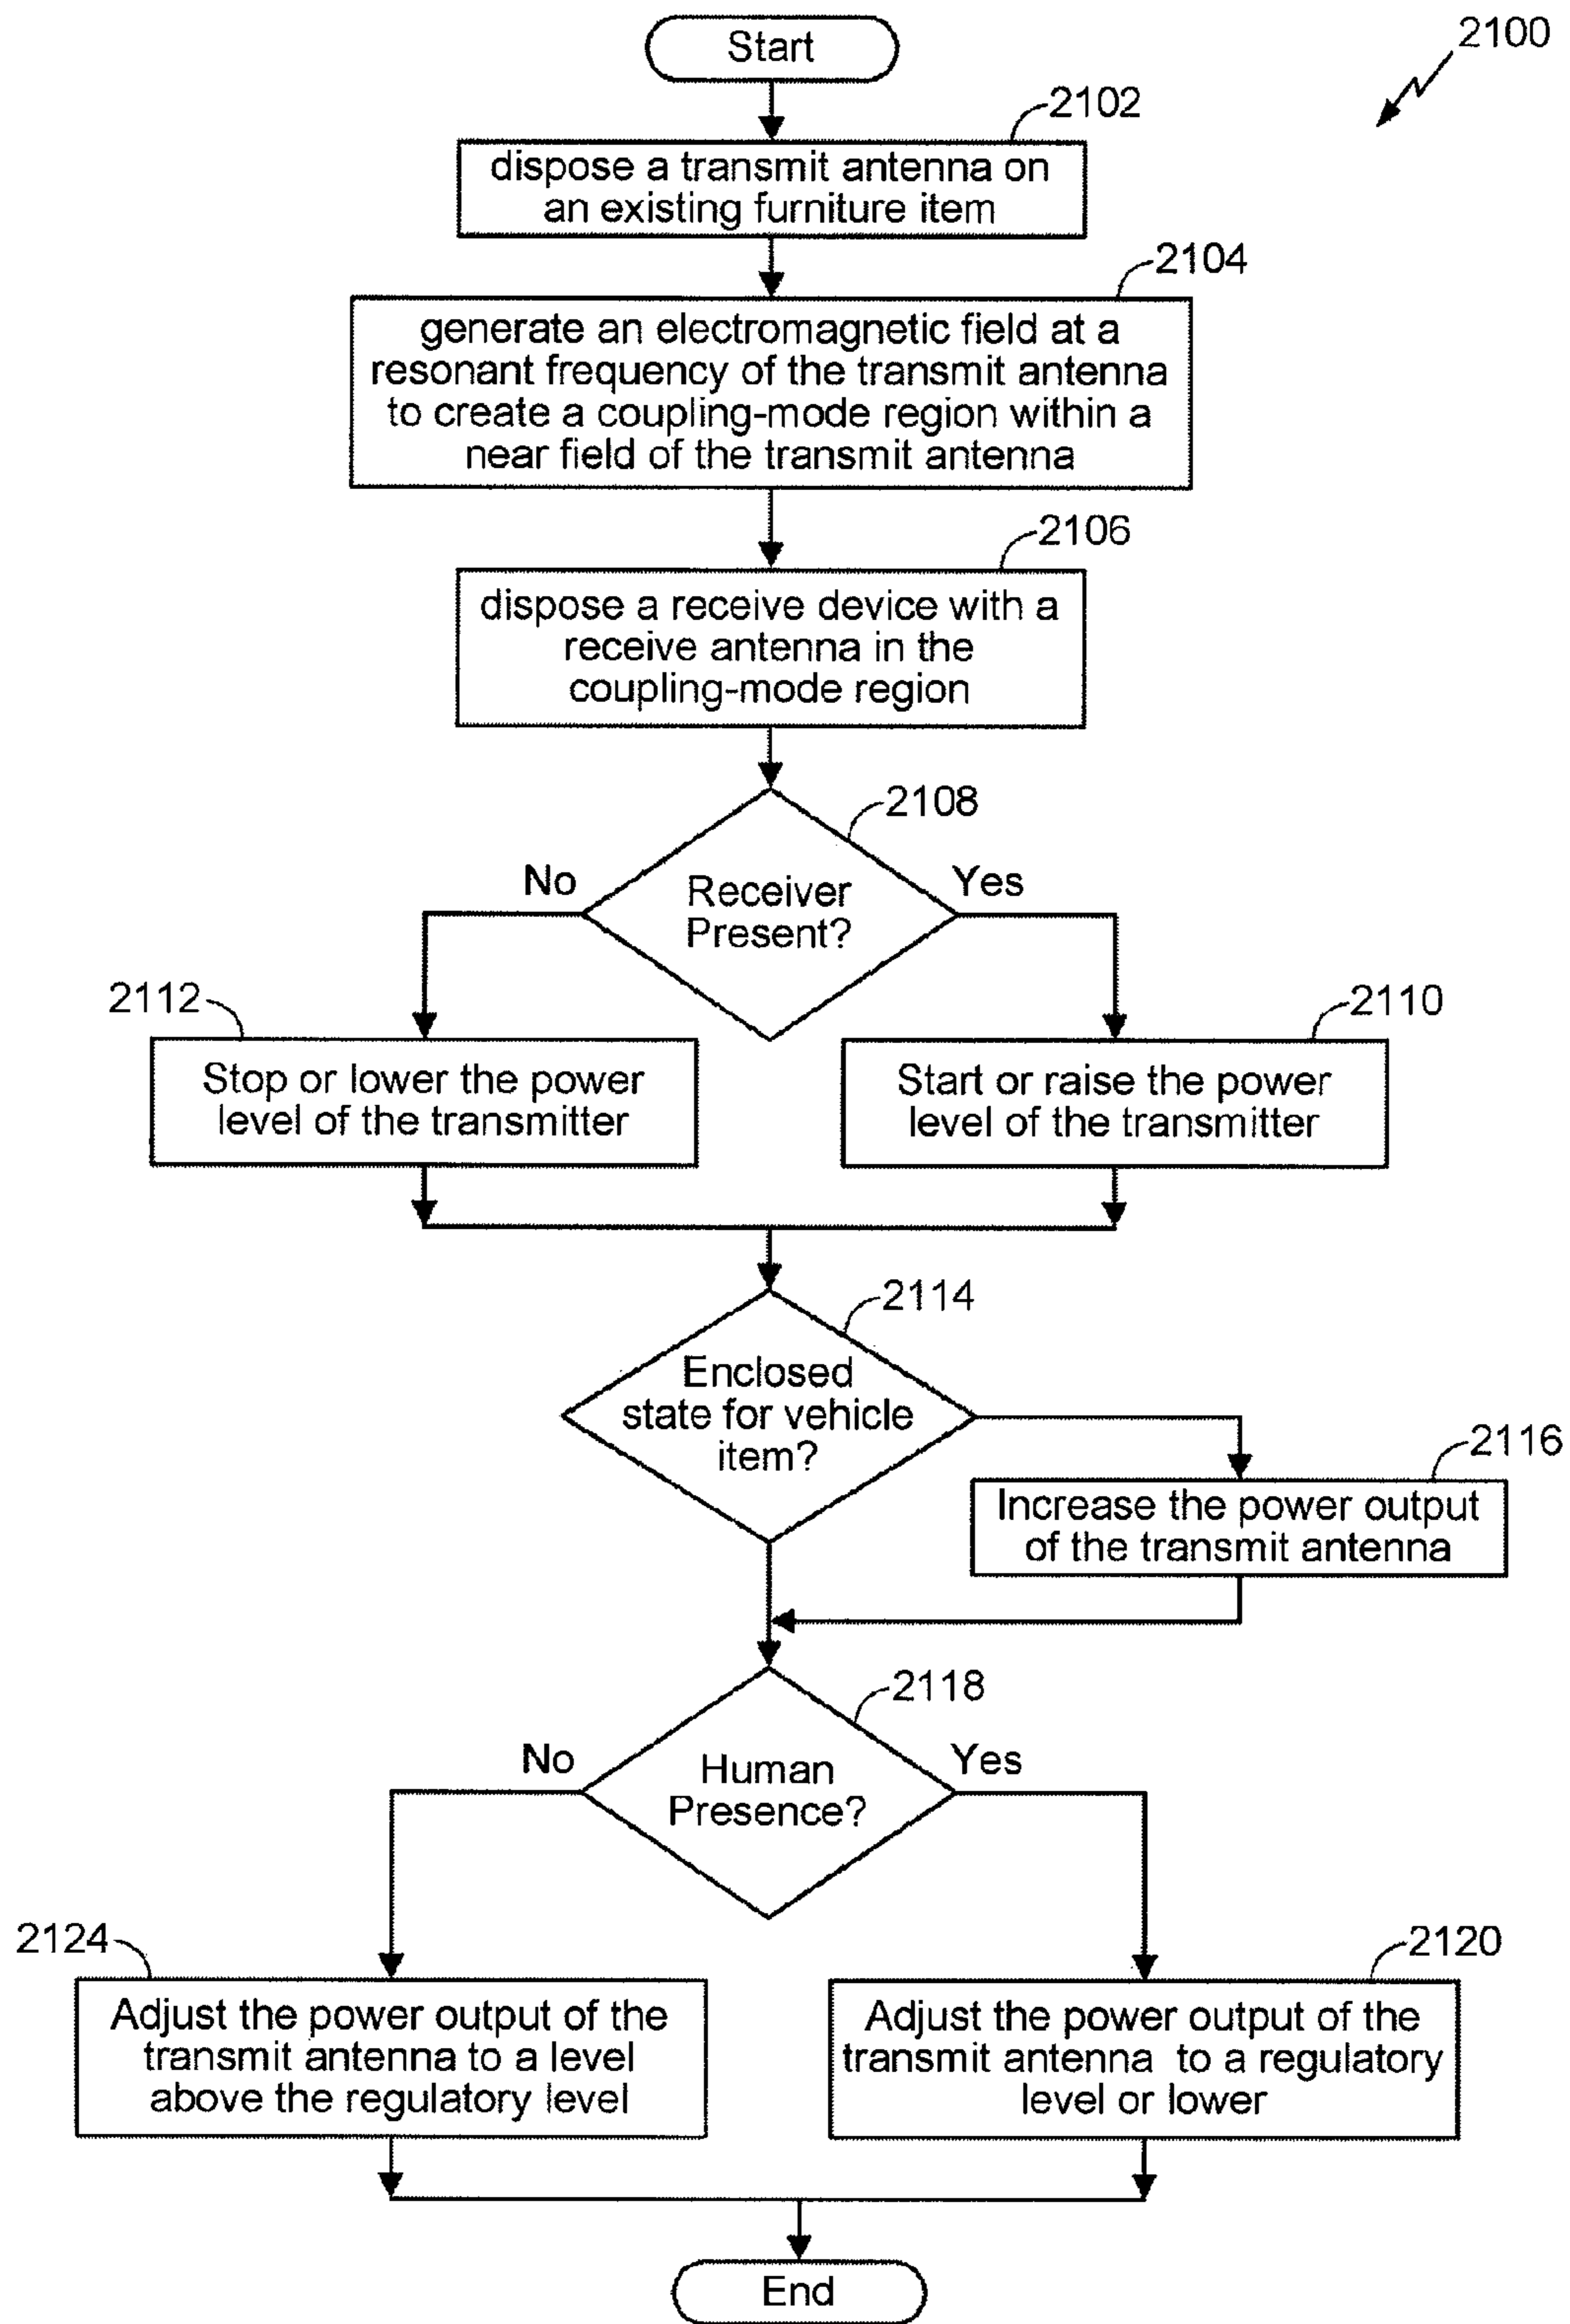 Start
2100
2102
dispose a transmit antenna on
an existing furniture item
2104
generate an electromagnetic field at a
resonant frequency of the transmit antenna
to create a coupling-mode region within a
near field of the transmit antenna
2106
dispose a receive device with a
receive antenna in the
coupling-mode region
2108
No
Receiver
Present?
Yes
2112
2110
Stop or lower the power
level of the transmitter
Start or raise the power
level of the transmitter
2114
Enclosed
state for vehicle
item?
2116
Increase the power output
of the transmit antenna
2118
No
Human
Presence?
Yes
2124
2120
Adjust the power output of the
transmit antenna to a level
above the regulatory level
Adjust the power output of the
transmit antenna to a regulatory
level or lower
End